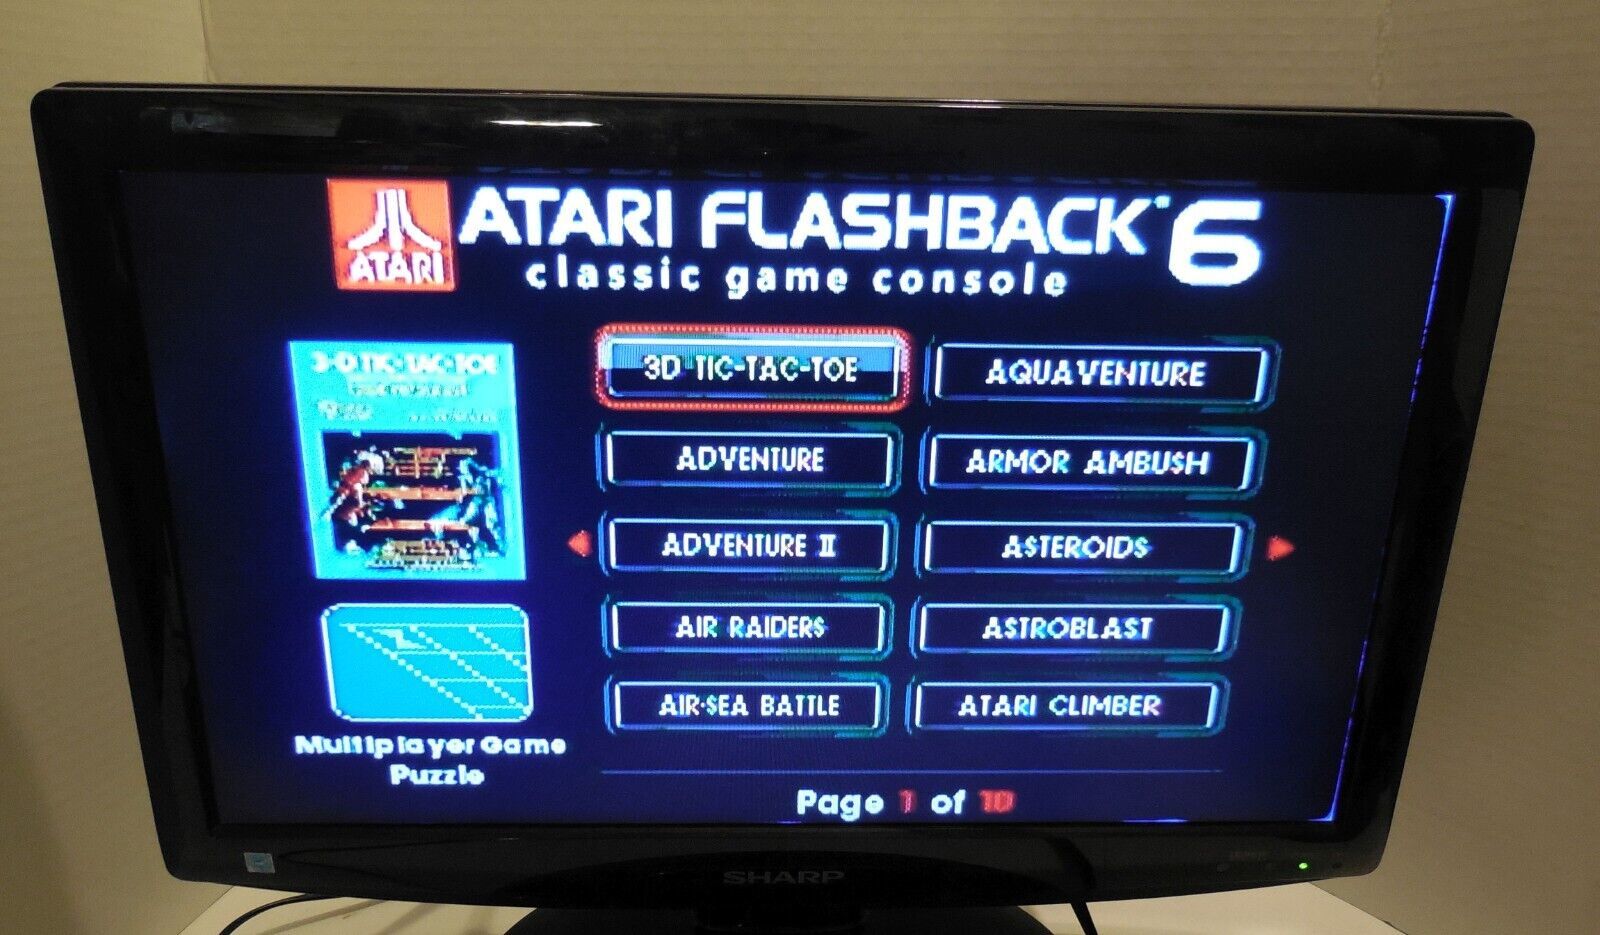 ATARI FLASHBACK 6
ATARI
classic game console
3-D TIC-TAC-TOE
3D TIC-TAC-TOE
AQUAVENTURE
ADVENTURE
ARMOR AMBUSH
ADVENTURE II
ASTEROIDS
AIR RAIDERS
ASTROBLAST
AIR·SEA BATTLE
ATARI CLIMBER
Multiplayer Game
Puzzle
Page 1 of 10
SHARP